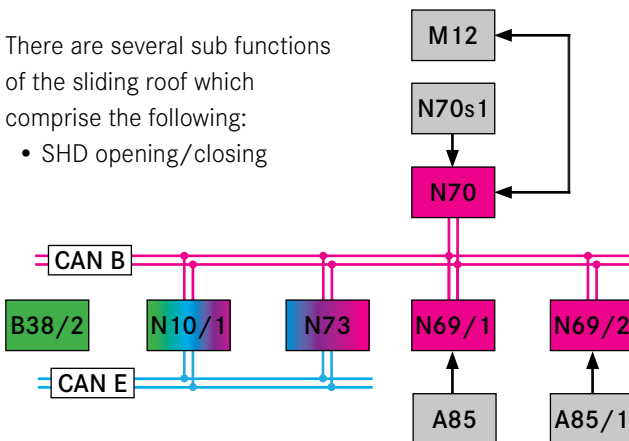 There are several sub functions
of the sliding roof which
comprise the following:
• SHD opening/closing
M12
N70s1
N70
CAN B
B38/2
N10/1
N73
N69/1
N69/2
CAN E
A85
A85/1